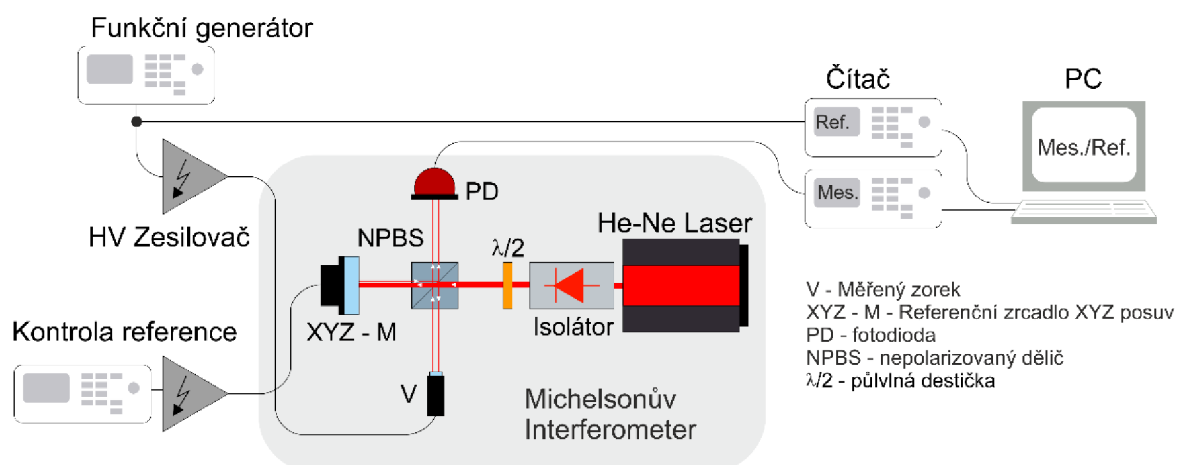 Funkční generátor
Čítač
PC
Ref.
Mes./Ref.
Mes.
PD
HV Zesilovač
NPBS
λ/2
He-Ne Laser
XYZ - M
Isolátor
Kontrola reference
V
Michelsonův
Interferometer
V - Měřený zorek
XYZ - M - Referenční zrcadlo XYZ posuv
PD - fotodioda
NPBS - nepolarizovaný dělič
λ/2 - půlvlná destička